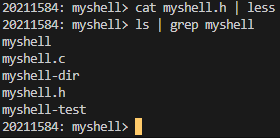 20211584: myshell> cat myshell.h | less
20211584: myshell> ls | grep myshell
myshell
myshell.c
myshell-dir
myshell.h
myshell-test
20211584: myshell>